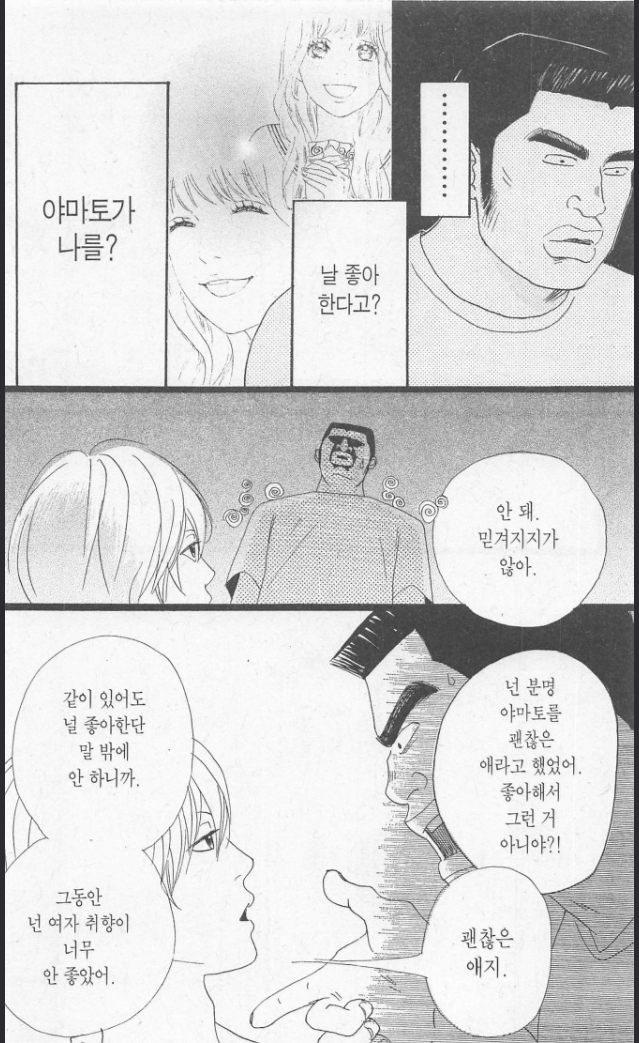 …………
날 좋아
한다고?
야마토가
나를?
안 돼.
믿겨지지가
않아.
넌 분명
야마토를
괜찮은
애라고 했었어.
좋아해서
그런 거
아니야?!
괜찮은
애지.
같이 있어도
널 좋아한단
말 밖에
안 하니까.
그동안
넌 여자 취향이
너무
안 좋았어.